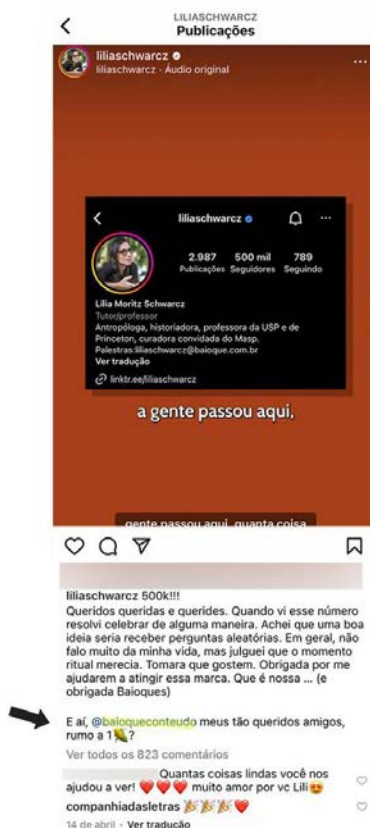 LILIASCHWARCZ
Publicações
liliaschwarcz
liliaschwarcz · Áudio original
liliaschwarcz
2.987 500 mil 789
Publicações Seguidores Seguindo
Lilia Moritz Schwarcz
Tutor/professor
Antropóloga, historiadora, professora da USP e de
Princeton, curadora convidada do Masp.
Palestras:liliaschwarcz@baioque.com.br
Ver tradução
linktr.ee/liliaschwarcz
a gente passou aqui,
gente passou aqui, quanta coisa
liliaschwarcz 500k!!!
Queridos queridas e querides. Quando vi esse número
resolvi celebrar de alguma maneira. Achei que uma boa
ideia seria receber perguntas aleatórias. Em geral, não
falo muito da minha vida, mas julguei que o momento
ritual merecia. Tomara que gostem. Obrigada por me
ajudarem a atingir essa marca. Que é nossa ... (e
obrigada Baioques)
E aí, @baioqueconteudo meus tão queridos amigos,
rumo a 1🌽?
Ver todos os 823 comentários
Quantas coisas lindas você nos
ajudou a ver! ❤️❤️❤️ muito amor por vc Lili😍
companhiadasletras 🎉🎉🎉❤️
14 de abril · Ver tradução